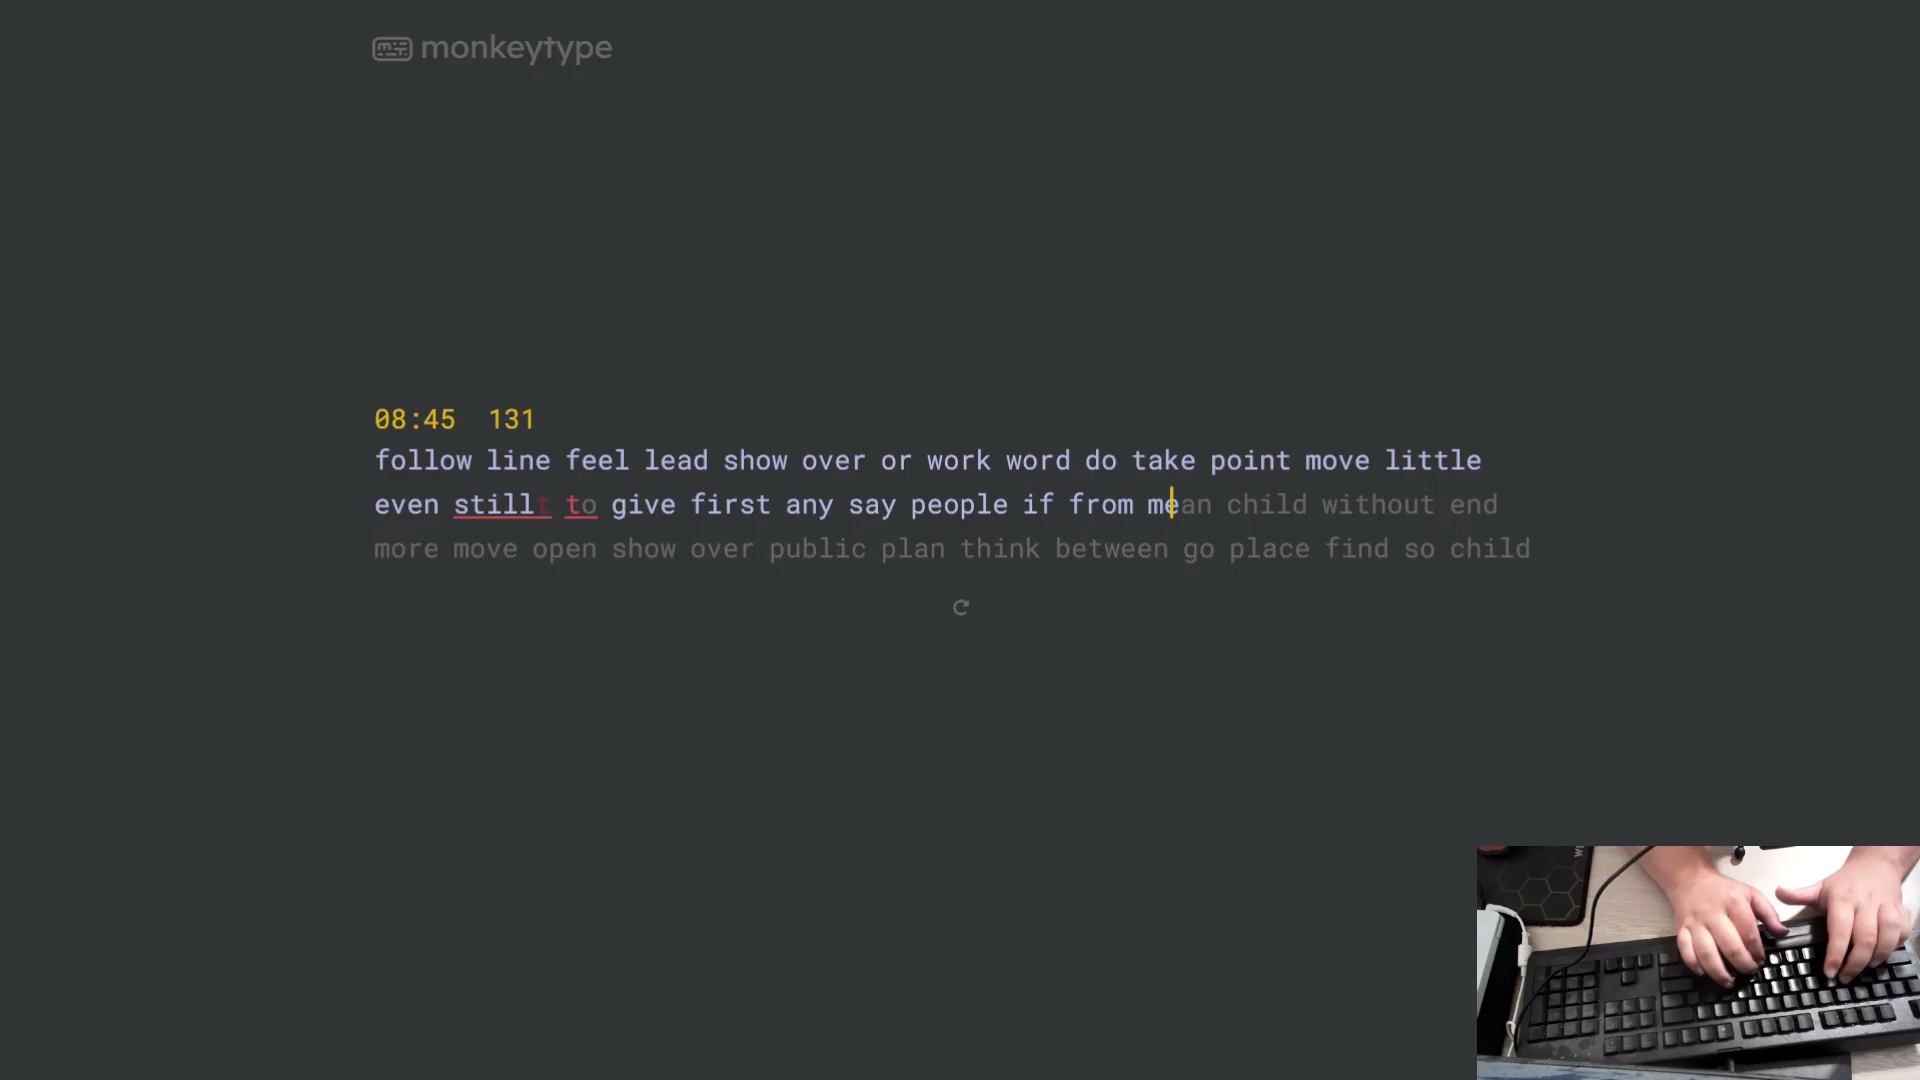 monkeytype
08:45 131
follow line feel lead show over or work word do take point move little
even stillt to give first any say people if from mean child without end
more move open show over public plan think between go place find so child